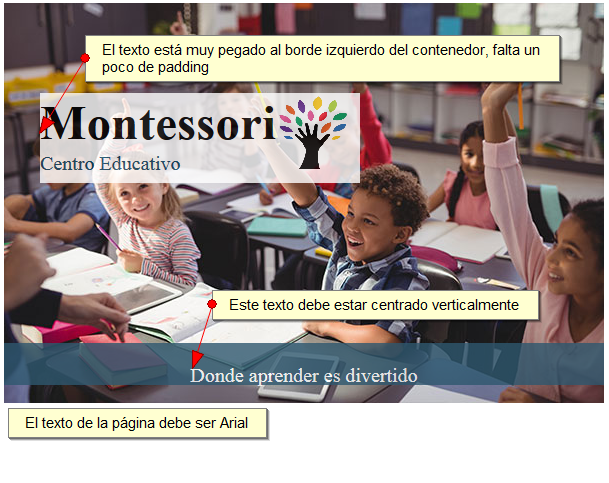 El texto está muy pegado al borde izquierdo del contenedor, falta un
poco de padding
Montessori
Centro Educativo
Este texto debe estar centrado verticalmente
Donde aprender es divertido
El texto de la página debe ser Arial